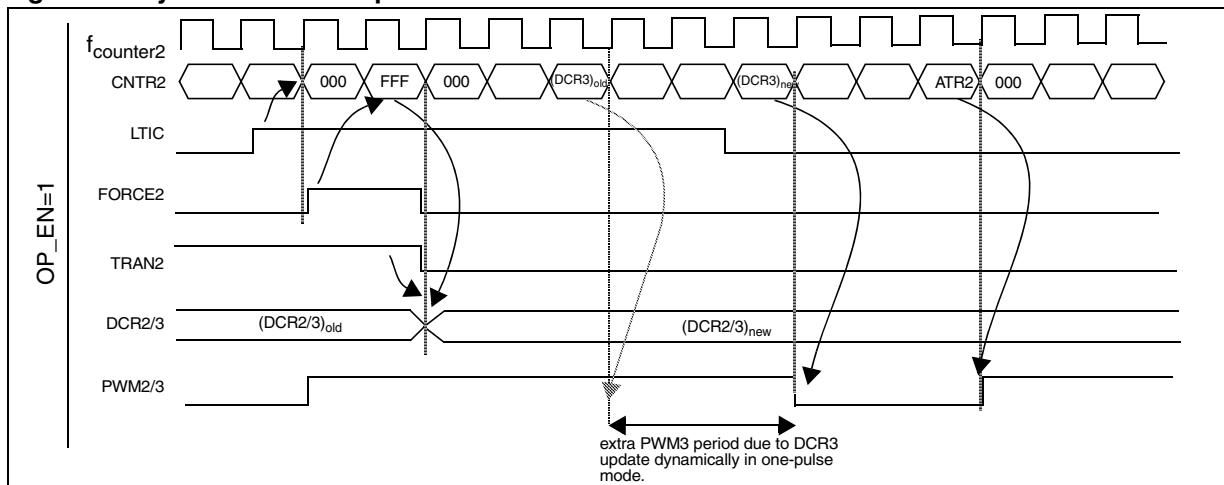 f counter2
CNTR2
000
FFF
000
(DCR3)old
(DCR3)new
ATR2
000
LTIC
FORCE2
OP_EN=1
TRAN2
DCR2/3
(DCR2/3)old
(DCR2/3)new
PWM2/3
extra PWM3 period due to DCR3
update dynamically in one-pulse
mode.